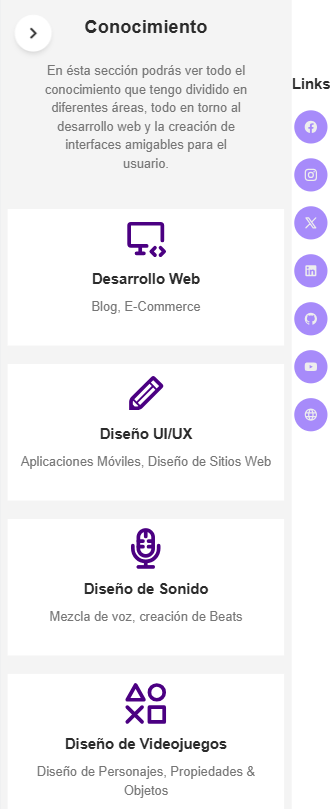 Conocimiento
En ésta sección podrás ver todo el
conocimiento que tengo dividido en
diferentes áreas, todo en torno al
desarrollo web y la creación de
interfaces amigables para el
usuario.
Links
Desarrollo Web
Blog, E-Commerce
Diseño UI/UX
Aplicaciones Móviles, Diseño de Sitios Web
Diseño de Sonido
Mezcla de voz, creación de Beats
Diseño de Videojuegos
Diseño de Personajes, Propiedades &
Objetos